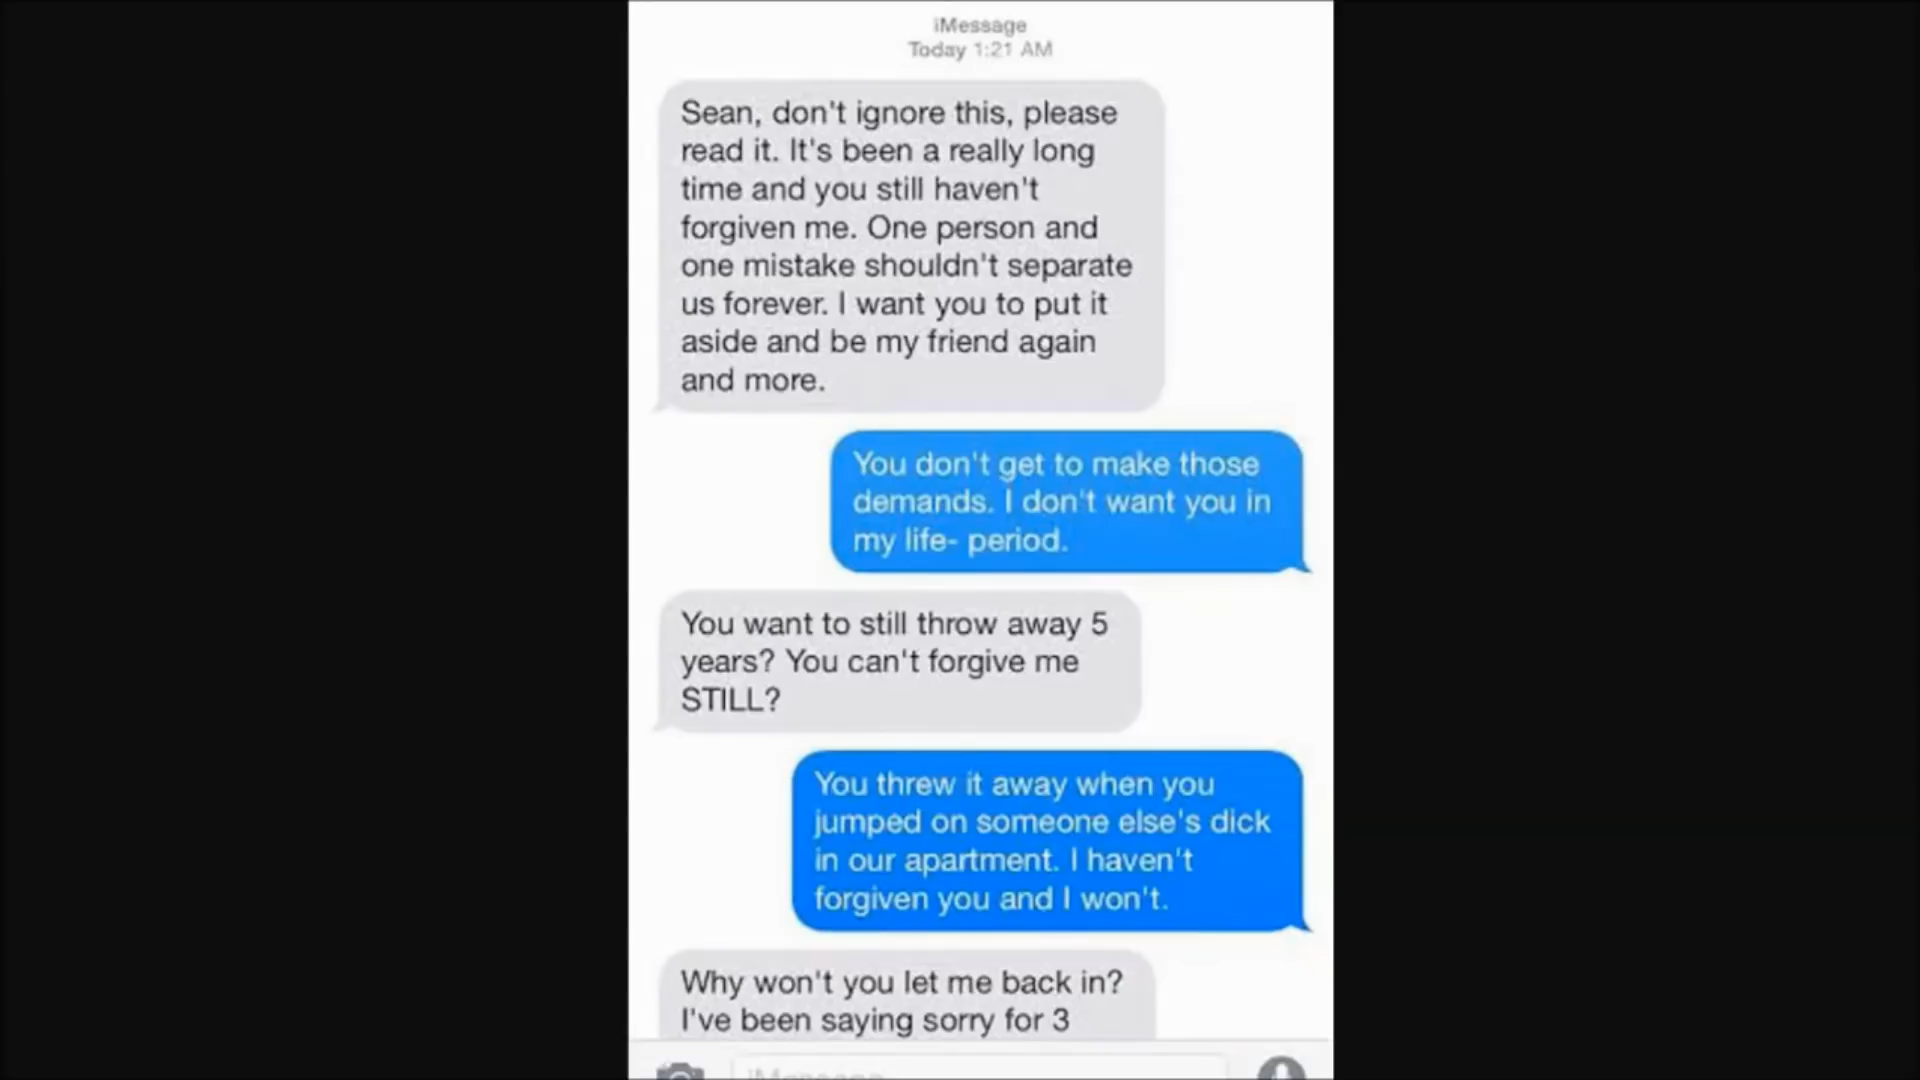 iMessage
Today 1:21 AM
Sean, don't ignore this, please
read it. It's been a really long
time and you still haven't
forgiven me. One person and
one mistake shouldn't separate
us forever. I want you to put it
aside and be my friend again
and more.
You don't get to make those
demands. I don't want you in
my life- period.
You want to still throw away 5
years? You can't forgive me
STILL?
You threw it away when you
jumped on someone else's dick
in our apartment. I haven't
forgiven you and I won't.
Why won't you let me back in?
I've been saying sorry for 3
iMessage